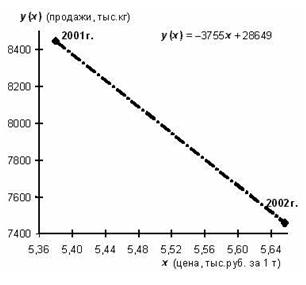 y(x) (продажи, тыс.кг)
y(x) = –3755x + 28649
2001г.
8400
8200
8000
7800
7600
2002г.
7400
5,36 5,40 5,44 5,48 5,52 5,56 5,60 5,64
x (цена, тыс.руб. за 1 т)